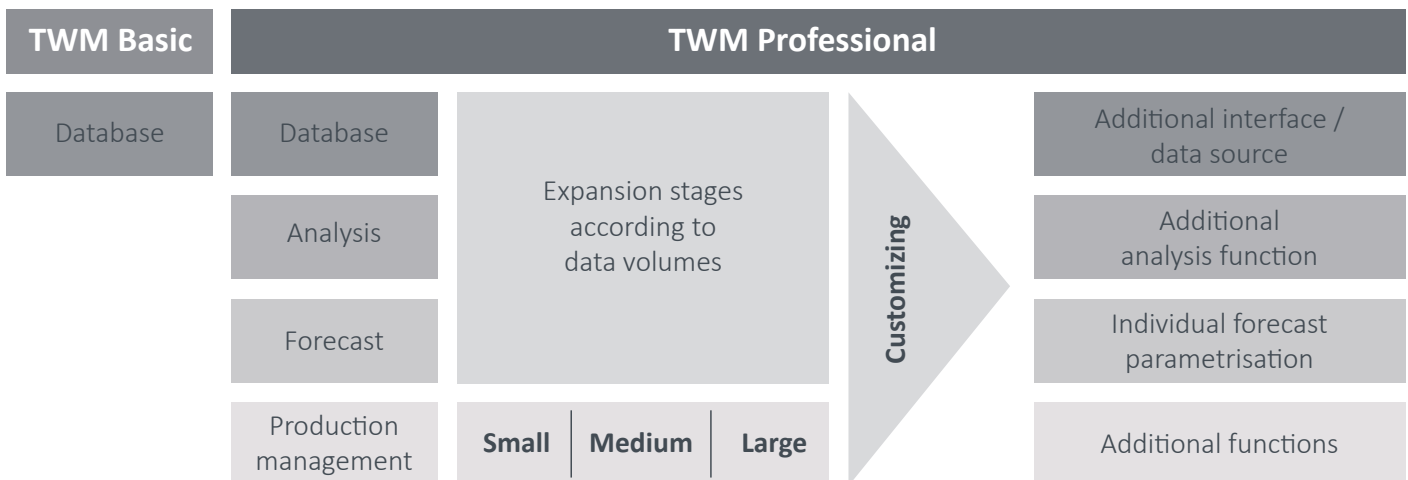 TWM Basic
TWM Professional
Database
Database
Analysis
Forecast
Production
management
Expansion stages
according to
data volumes
Small
Medium
Large
Customizing
Additional interface /
data source
Additional
analysis function
Individual forecast
parametrisation
Additional functions